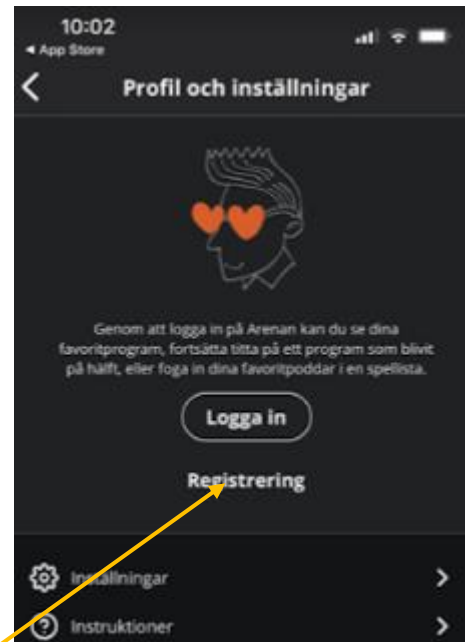 10:02
App Store
Profil och inställningar
Genom att logga in på Arenan kan du se dina
favoritprogram, fortsätta titta på ett program som blivit
på hälft, eller foga in dina favoritpoddar i en spellista.
Logga in
Registrering
Inställningar
Instruktioner